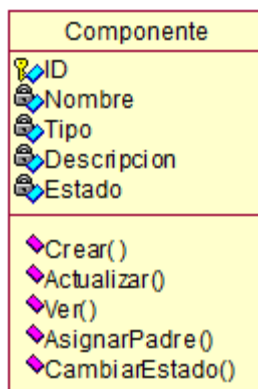 Componente
ID
Nombre
Tipo
Descripcion
Estado
Crear()
Actualizar()
Ver()
AsignarPadre()
CambiarEstado()